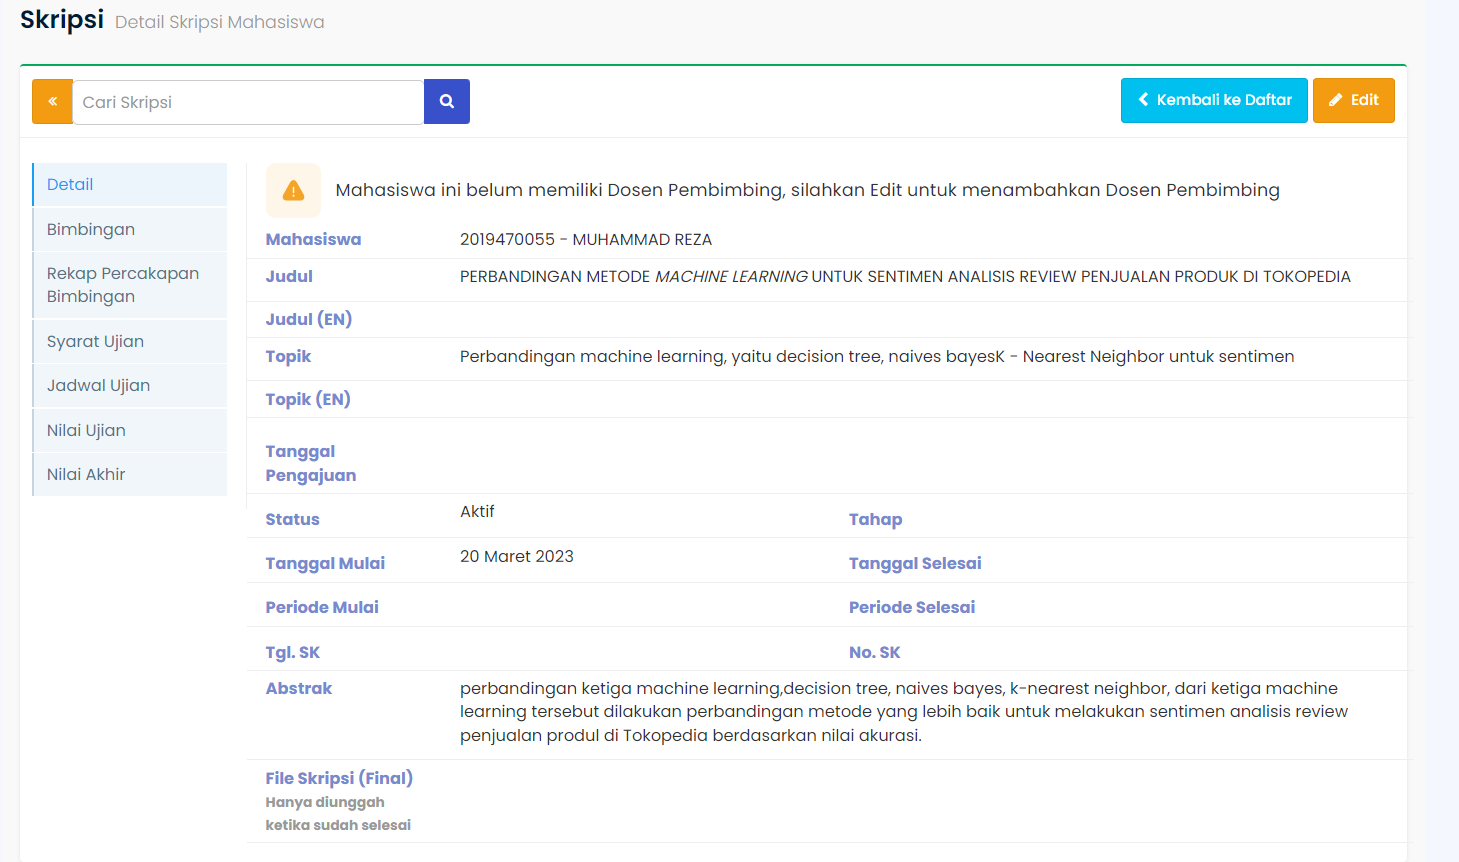 Skripsi Detail Skripsi Mahasiswa
« Cari Skripsi
Kembali ke Daftar
Edit
Detail
Bimbingan
Rekap Percakapan
Bimbingan
Syarat Ujian
Jadwal Ujian
Nilai Ujian
Nilai Akhir
Mahasiswa ini belum memiliki Dosen Pembimbing, silahkan Edit untuk menambahkan Dosen Pembimbing
Mahasiswa 2019470055 - MUHAMMAD REZA
Judul PERBANDINGAN METODE MACHINE LEARNING UNTUK SENTIMEN ANALISIS REVIEW PENJUALAN PRODUK DI TOKOPEDIA
Judul (EN)
Topik Perbandingan machine learning, yaitu decision tree, naives bayesK - Nearest Neighbor untuk sentimen
Topik (EN)
Tanggal
Pengajuan
Status Aktif Tahap
Tanggal Mulai 20 Maret 2023 Tanggal Selesai
Periode Mulai Periode Selesai
Tgl. SK No. SK
Abstrak perbandingan ketiga machine learning,decision tree, naives bayes, k-nearest neighbor, dari ketiga machine
learning tersebut dilakukan perbandingan metode yang lebih baik untuk melakukan sentimen analisis review
penjualan produl di Tokopedia berdasarkan nilai akurasi.
File Skripsi (Final)
Hanya diunggah
ketika sudah selesai